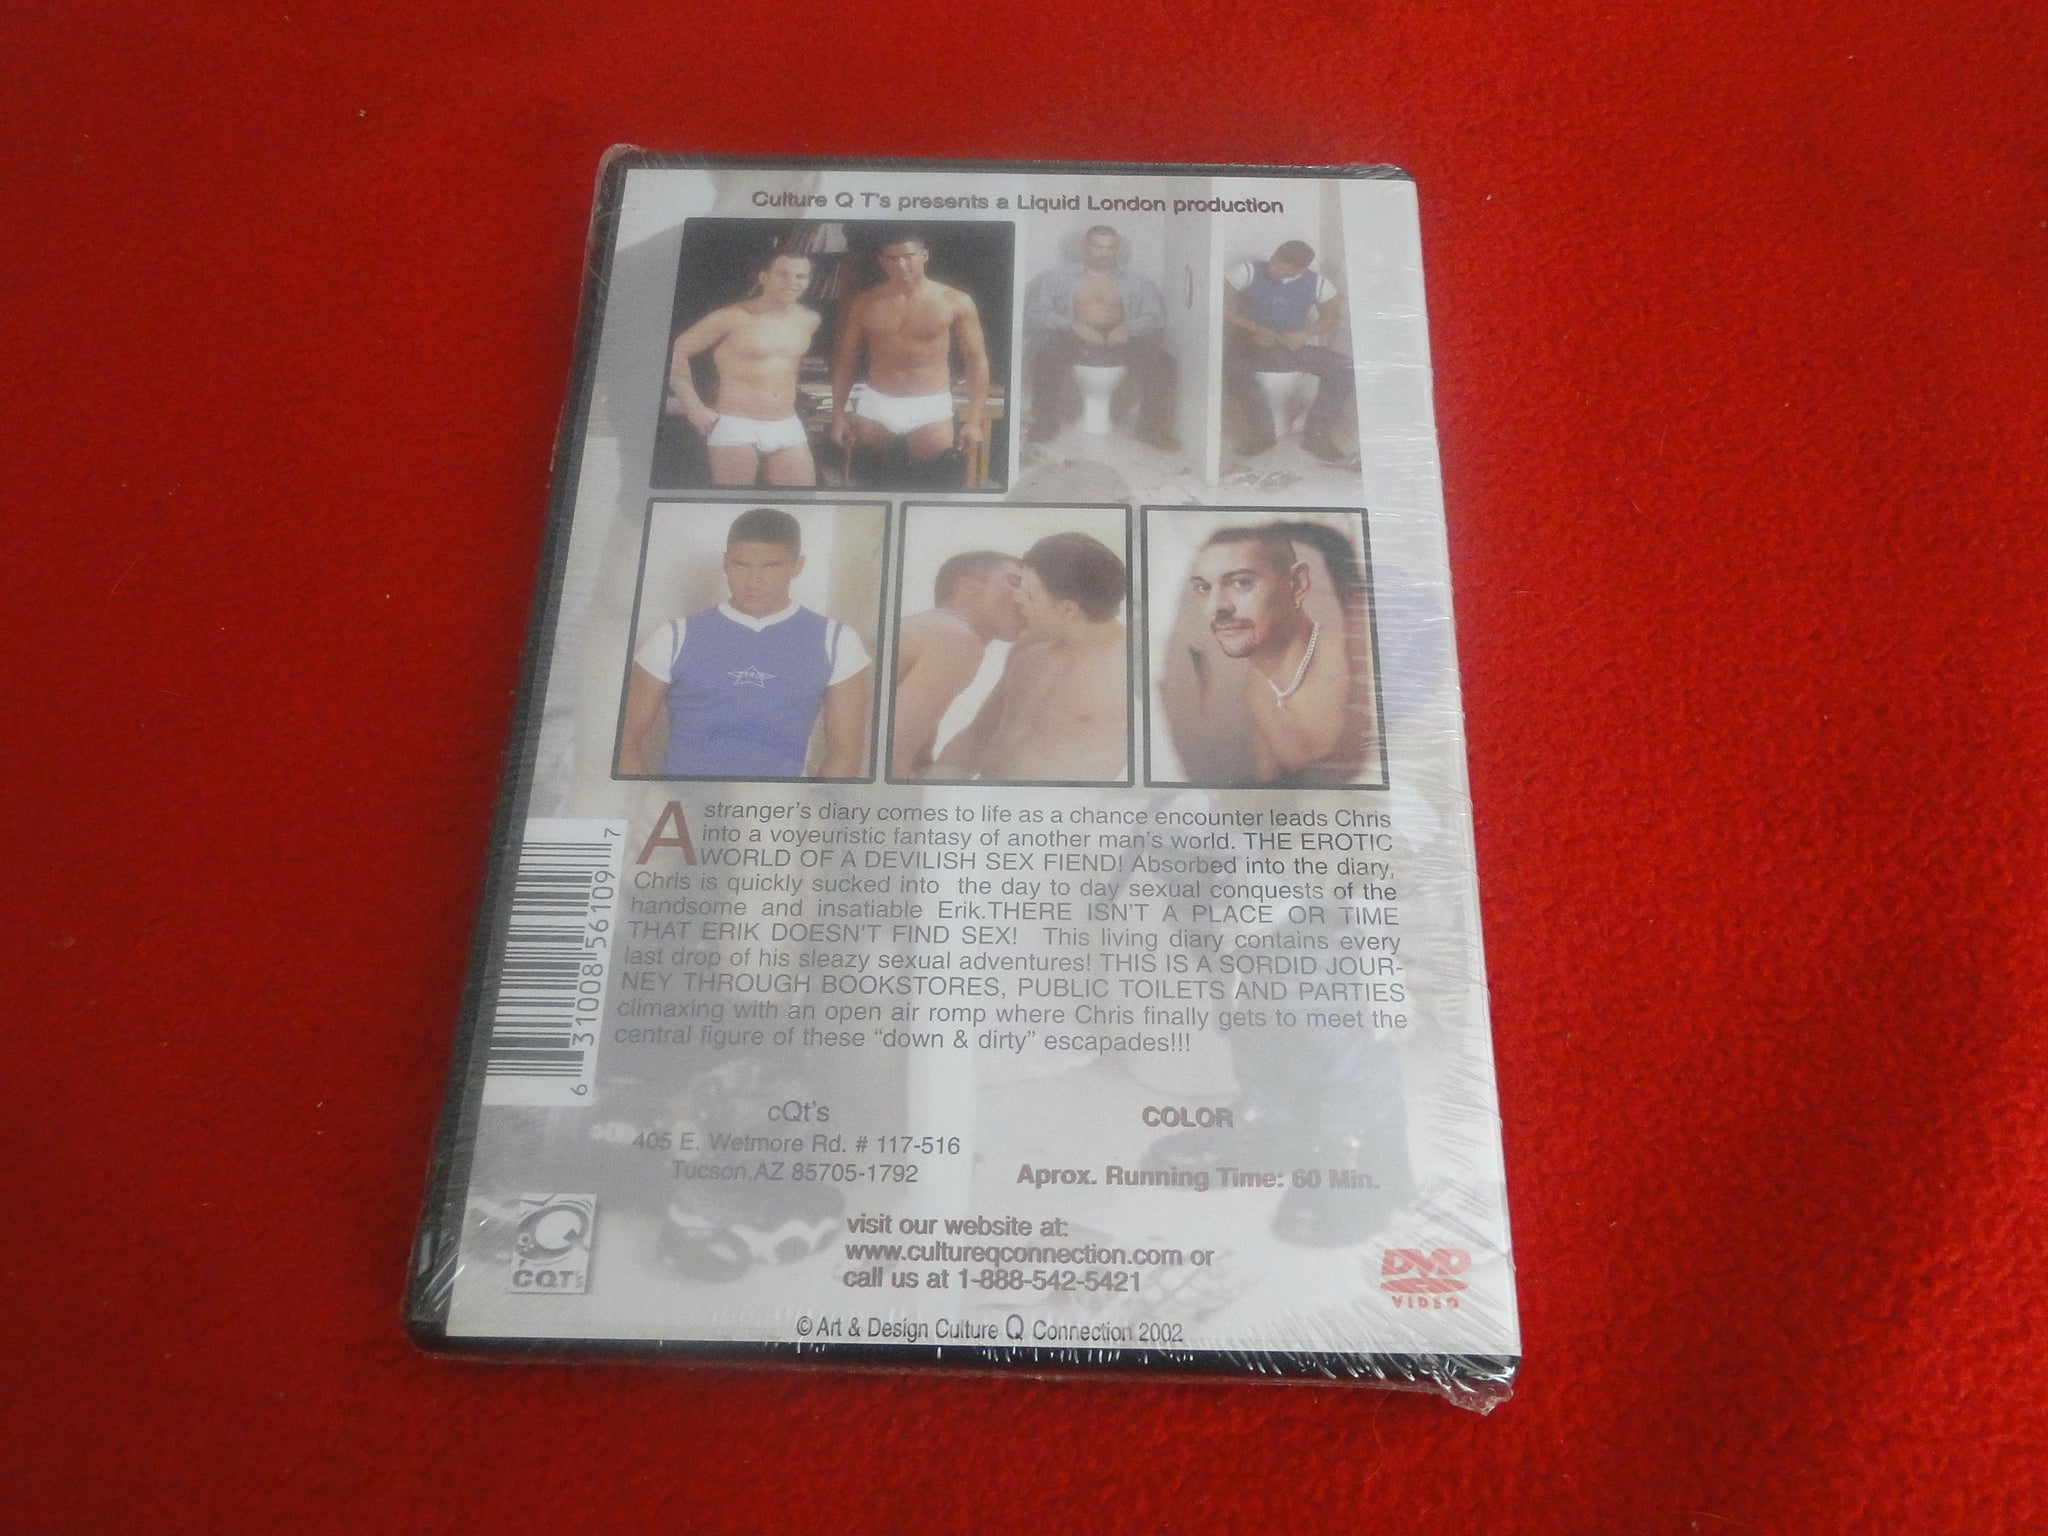 Culture Q T's presents a Liquid London production
A stranger's diary comes to life as a chance encounter leads Chris
into a voyeuristic fantasy of another man's world. THE EROTIC
WORLD OF A DEVILISH SEX FIEND! Absorbed into the diary,
Chris is quickly sucked into the day to day sexual conquests of the
handsome and insatiable Erik.THERE ISN'T A PLACE OR TIME
THAT ERIK DOESN'T FIND SEX! This living diary contains every
last drop of his sleazy sexual adventures! THIS IS A SORDID JOUR-
NEY THROUGH BOOKSTORES, PUBLIC TOILETS AND PARTIES
climaxing with an open air romp where Chris finally gets to meet the
central figure of these "down & dirty" escapades!!!
6 31008 56109 7
cQt's
405 E. Wetmore Rd. # 117-516
Tucson,AZ 85705-1792
COLOR
Aprox. Running Time: 60 Min.
visit our website at:
www.cultureqconnection.com or
call us at 1-888-542-5421
CQT's
DVD
VIDEO
© Art & Design Culture Q Connection 2002